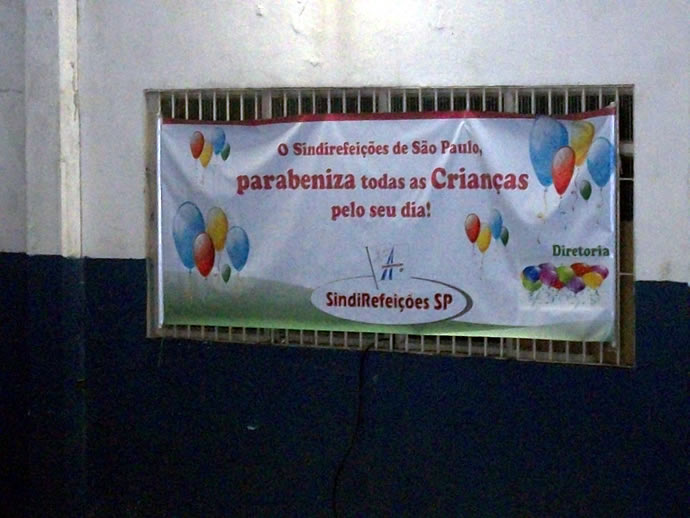 O Sindirefeições de São Paulo,
parabeniza todas as Crianças
pelo seu dia!
Diretoria
SindiRefeições SP